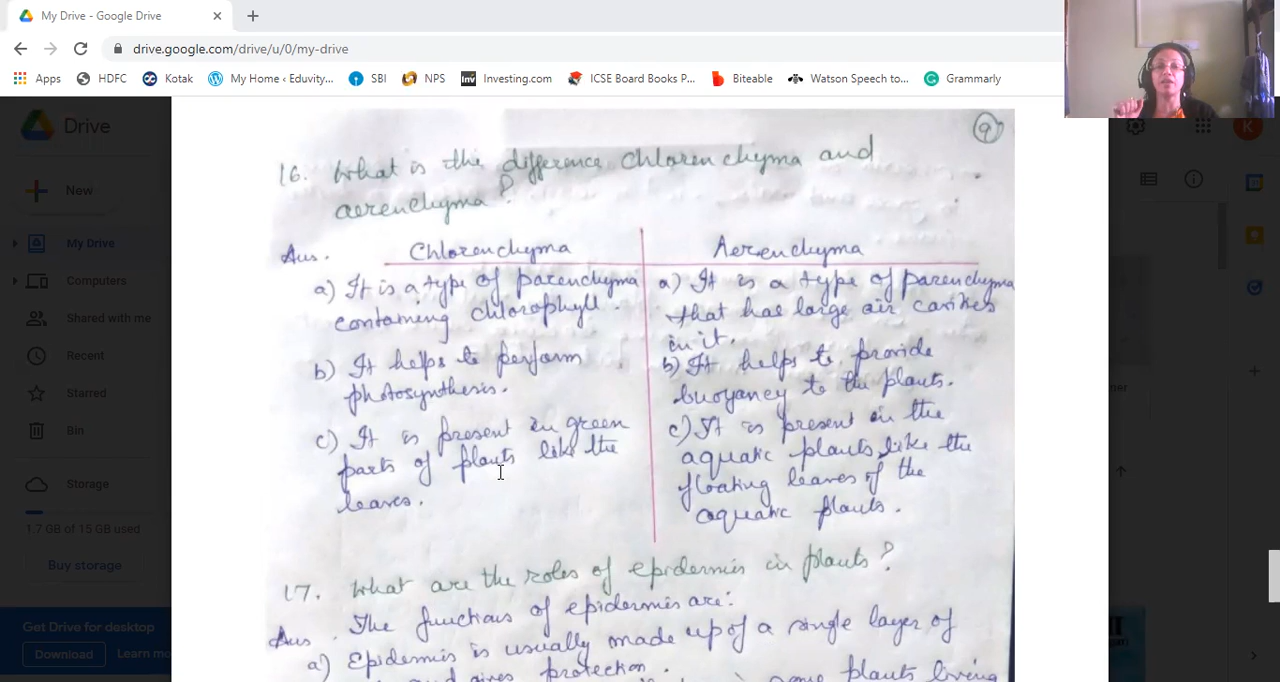 My Drive - Google Drive
drive.google.com/drive/u/0/my-drive
Apps HDFC Kotak My Home ‹ Eduvity... SBI NPS Inv Investing.com ICSE Board Books P... Biteable Watson Speech to... Grammarly
Drive
K
New
My Drive
Computers
Shared with me
Recent
Starred
Bin
Storage
1.7 GB of 15 GB used
Buy storage
Get Drive for desktop
Download Learn mo
9
16. What is the difference Chlorenchyma and
aerenchyma?
Ans. Chlorenchyma Aerenchyma
a) It is a type of parenchyma
containing chlorophyll.
b) It helps to perform
photosynthesis.
c) It is present in green
parts of plants like the
leaves.
a) It is a type of parenchyma
that has large air cavities
in it.
b) It helps to provide
buoyancy to the plants.
c) It is present in the
aquatic plants like the
floating leaves of the
aquatic plants.
17. What are the roles of epidermis in plants?
Ans. The functions of epidermis are:
a) Epidermis is usually made up of a single layer of
gives protection.
some plants living